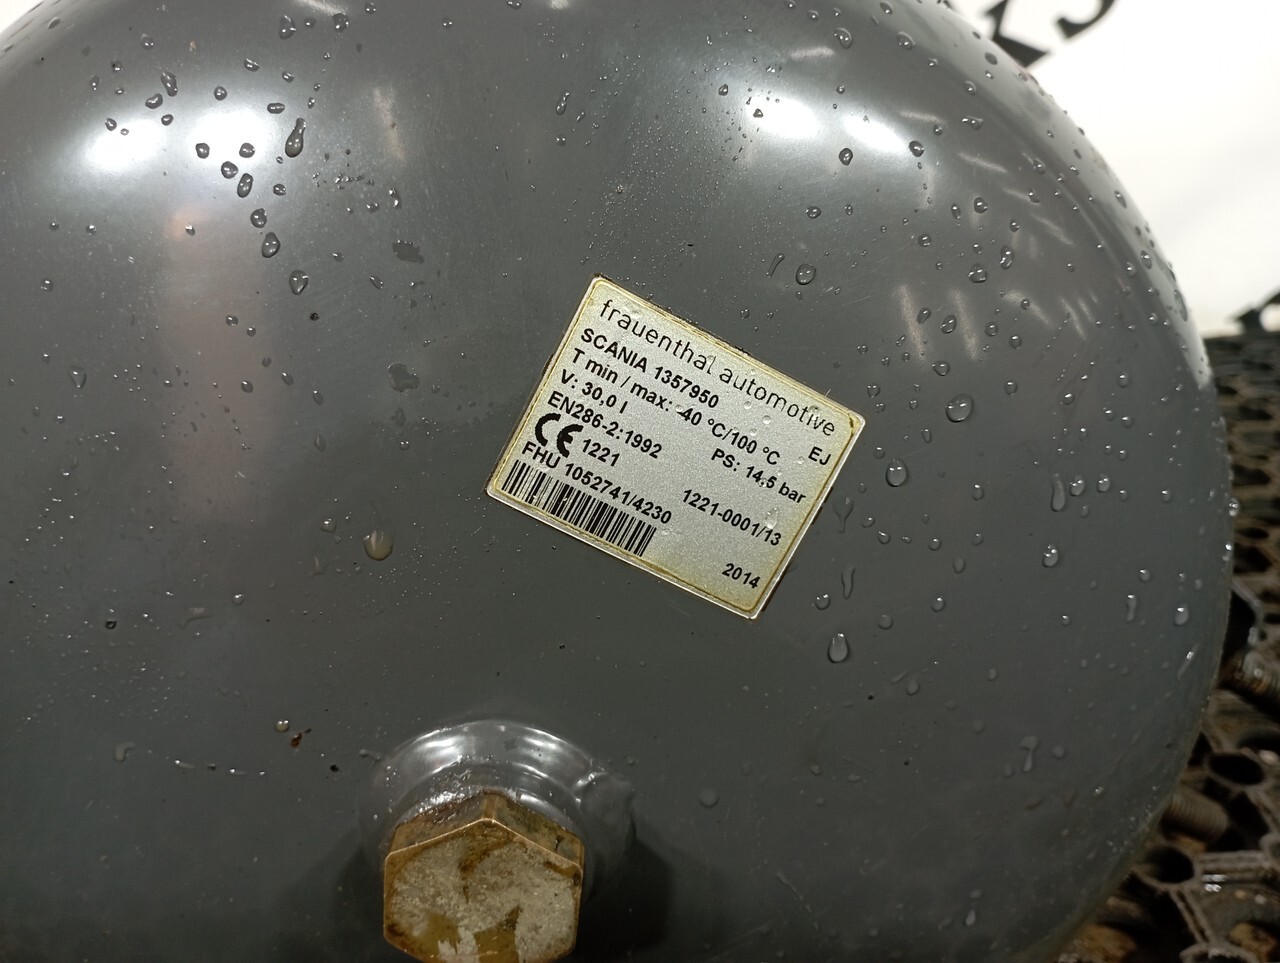 frauenthal automotive
SCANIA 1357950 EJ
T min / max: -40 °C/100 °C
V: 30,0 l PS: 14,5 bar
EN286-2:1992
CE 1221 1221-0001/13
FHU 1052741/4230
2014